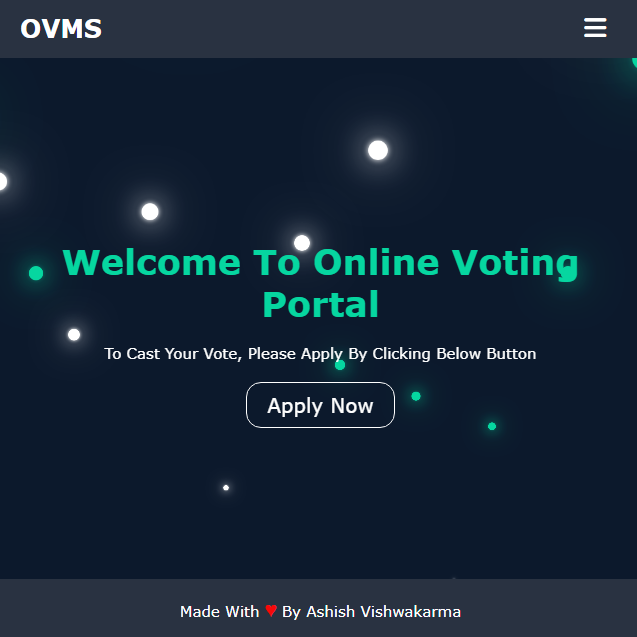 OVMS
Welcome To Online Voting
Portal
To Cast Your Vote, Please Apply By Clicking Below Button
Apply Now
Made With ♥ By Ashish Vishwakarma